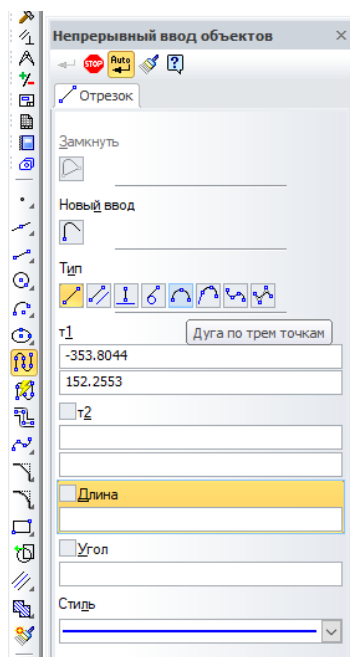 Непрерывный ввод объектов
STOP Auto
Отрезок
Замкнуть
Новый ввод
Тип
т1
Дуга по трем точкам
-353.8044
152.2553
т2
Длина
Угол
Стиль